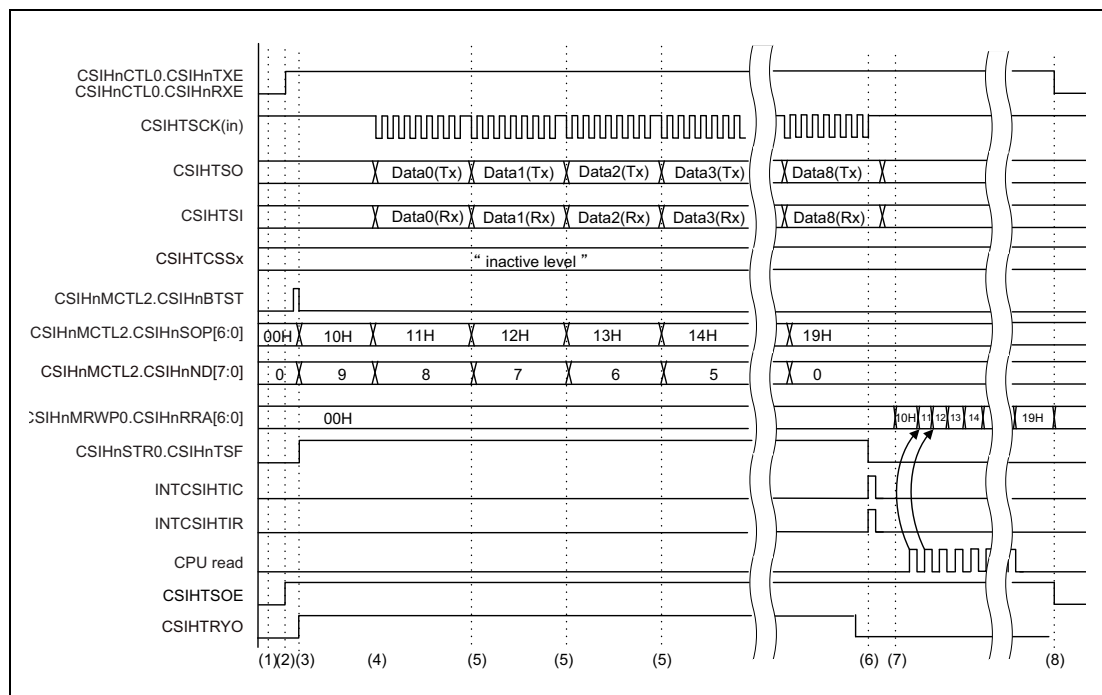 CSIHnCTL0.CSIHnTXE
CSIHnCTL0.CSIHnRXE
CSIHTSCK(in)
CSIHTSO Data0(Tx) Data1(Tx) Data2(Tx) Data3(Tx) Data8(Tx)
CSIHTSI Data0(Rx) Data1(Rx) Data2(Rx) Data3(Rx) Data8(Rx)
CSIHTCSSx “ inactive level ”
CSIHnMCTL2.CSIHnBTST
CSIHnMCTL2.CSIHnSOP[6:0] 00H 10H 11H 12H 13H 14H 19H
CSIHnMCTL2.CSIHnND[7:0] 0 9 8 7 6 5 0
CSIHnMRWP0.CSIHnRRA[6:0] 00H 10H 11 12 13 14 19H
CSIHnSTR0.CSIHnTSF
INTCSIHTIC
INTCSIHTIR
CPU read
CSIHTSOE
CSIHTRYO
(1) (2) (3) (4) (5) (5) (5) (6) (7) (8)